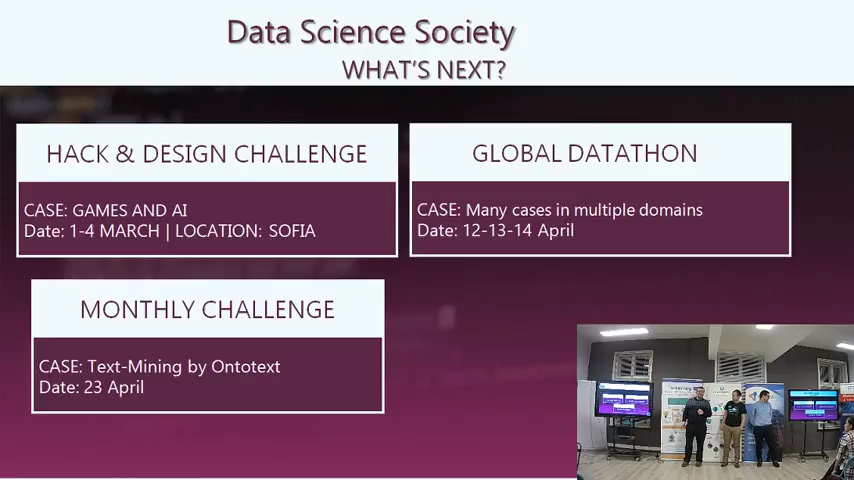 Data Science Society
WHAT'S NEXT?
HACK & DESIGN CHALLENGE
CASE: GAMES AND AI
Date: 1-4 MARCH | LOCATION: SOFIA
GLOBAL DATATHON
CASE: Many cases in multiple domains
Date: 12-13-14 April
MONTHLY CHALLENGE
CASE: Text-Mining by Ontotext
Date: 23 April